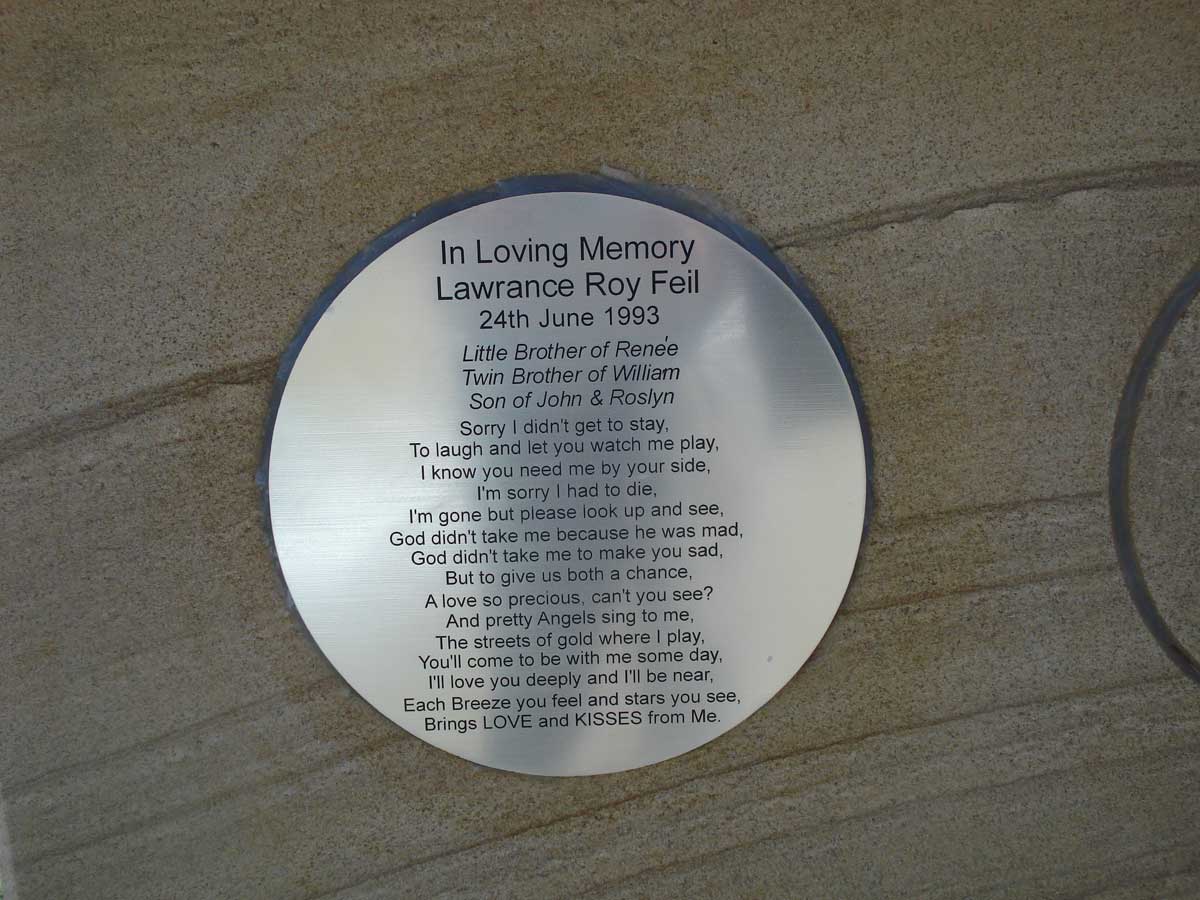 In Loving Memory
Lawrance Roy Feil
24th June 1993
Little Brother of Rene'e
Twin Brother of William
Son of John & Roslyn
Sorry I didn't get to stay,
To laugh and let you watch me play,
I know you need me by your side,
I'm sorry I had to die,
I'm gone but please look up and see,
God didn't take me because he was mad,
God didn't take me to make you sad,
But to give us both a chance,
A love so precious, can't you see?
And pretty Angels sing to me,
The streets of gold where I play,
You'll come to be with me some day,
I'll love you deeply and I'll be near,
Each Breeze you feel and stars you see,
Brings LOVE and KISSES from Me.